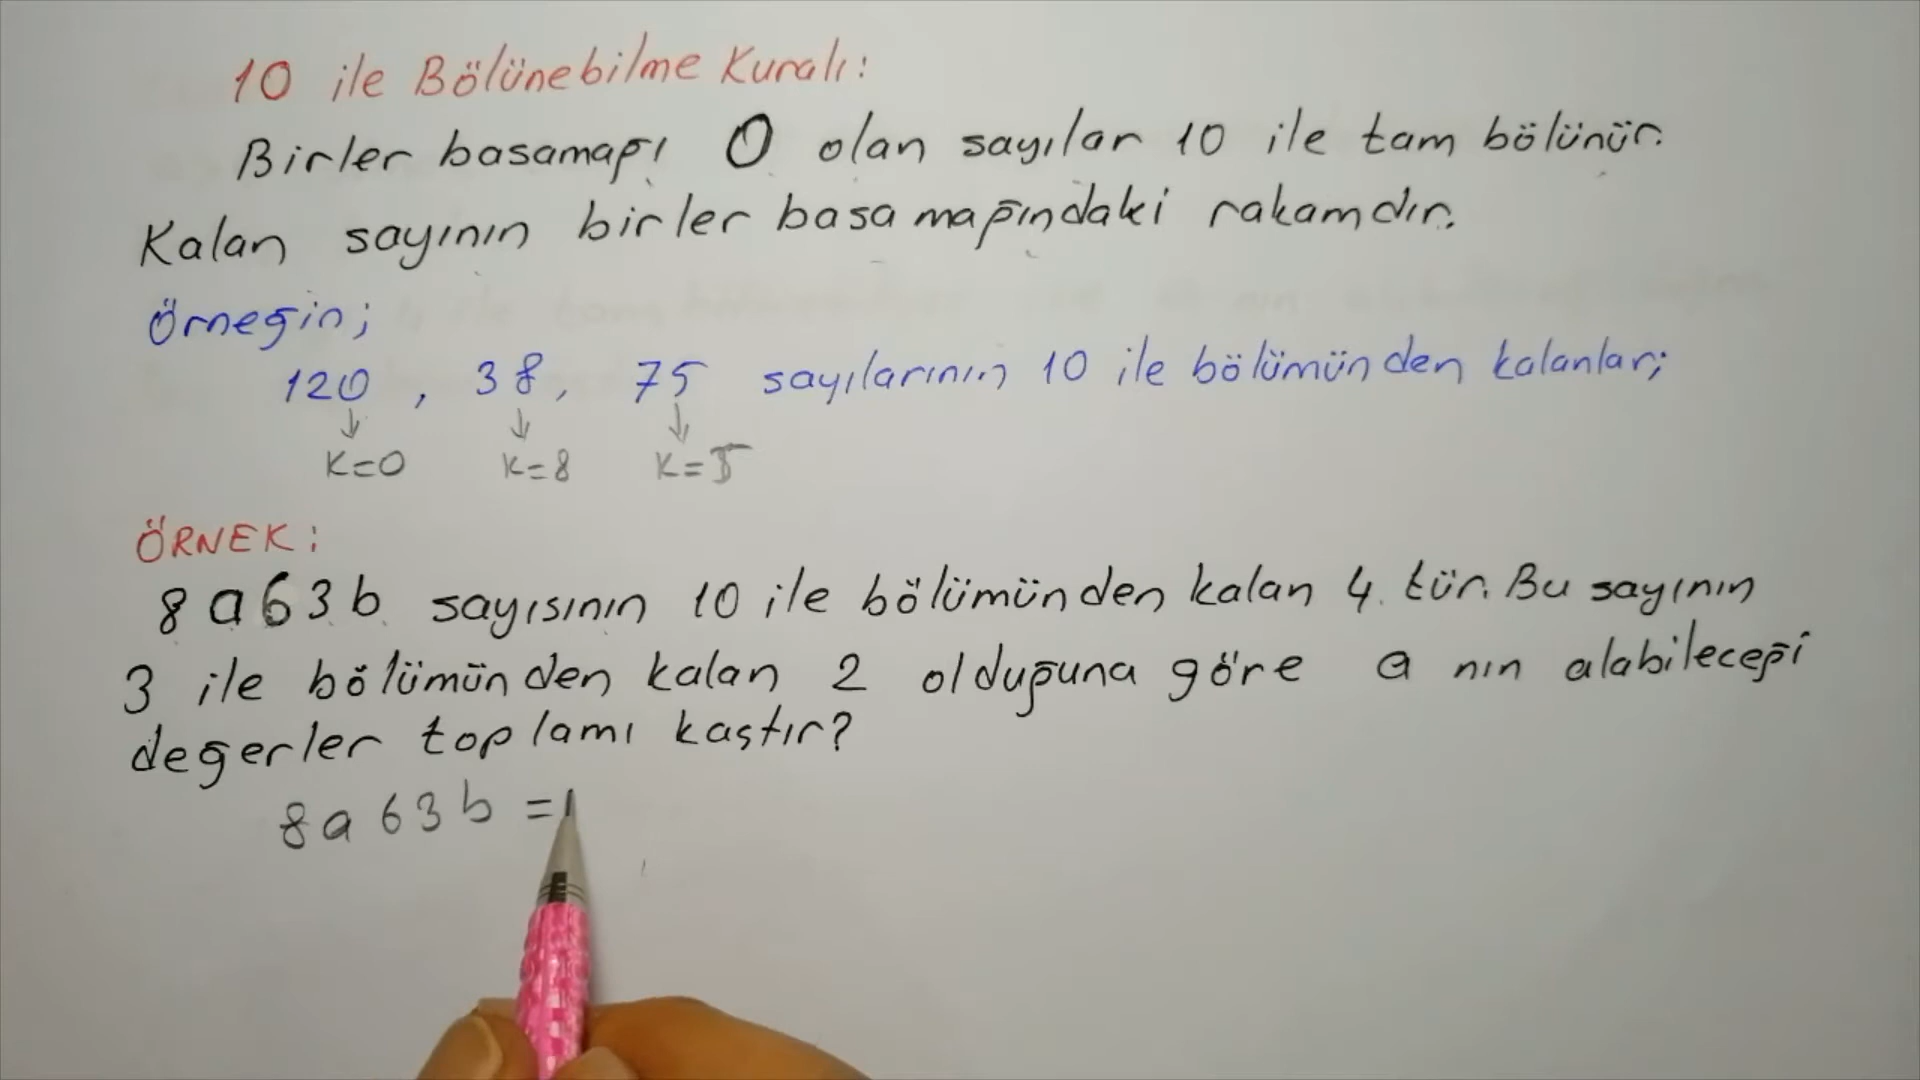 10 ile Bölünebilme Kuralı:
Birler basamağı 0 olan sayılar 10 ile tam bölünür.
Kalan sayının birler basamağındaki rakamdır.
Örneğin;
120, 38, 75 sayılarının 10 ile bölümünden kalanlar;
↓ ↓ ↓
K=0 K=8 K=5
ÖRNEK:
8a63b sayısının 10 ile bölümünden kalan 4 tür. Bu sayının
3 ile bölümünden kalan 2 olduğuna göre a nın alabileceği
değerler toplamı kaçtır?
8a63b =